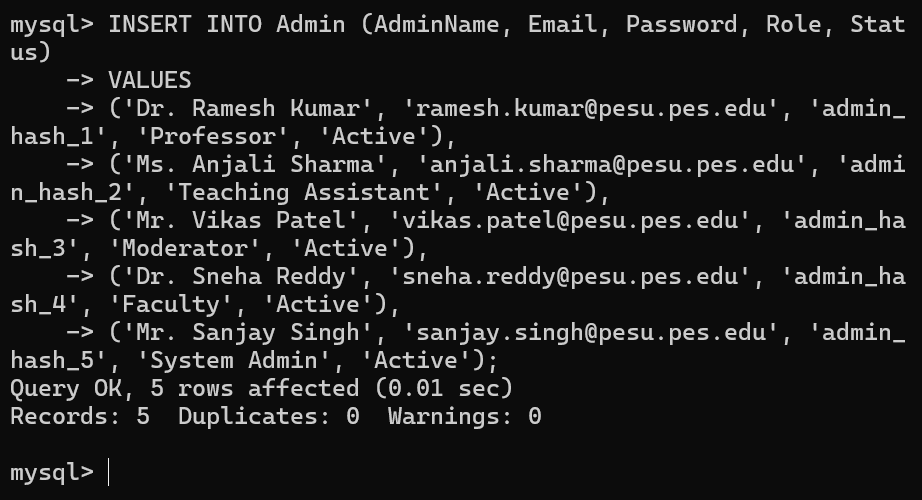 mysql> INSERT INTO Admin (AdminName, Email, Password, Role, Stat
us)
    -> VALUES
    -> ('Dr. Ramesh Kumar', 'ramesh.kumar@pesu.pes.edu', 'admin_
hash_1', 'Professor', 'Active'),
    -> ('Ms. Anjali Sharma', 'anjali.sharma@pesu.pes.edu', 'admi
n_hash_2', 'Teaching Assistant', 'Active'),
    -> ('Mr. Vikas Patel', 'vikas.patel@pesu.pes.edu', 'admin_ha
sh_3', 'Moderator', 'Active'),
    -> ('Dr. Sneha Reddy', 'sneha.reddy@pesu.pes.edu', 'admin_ha
sh_4', 'Faculty', 'Active'),
    -> ('Mr. Sanjay Singh', 'sanjay.singh@pesu.pes.edu', 'admin_
hash_5', 'System Admin', 'Active');
Query OK, 5 rows affected (0.01 sec)
Records: 5  Duplicates: 0  Warnings: 0

mysql>